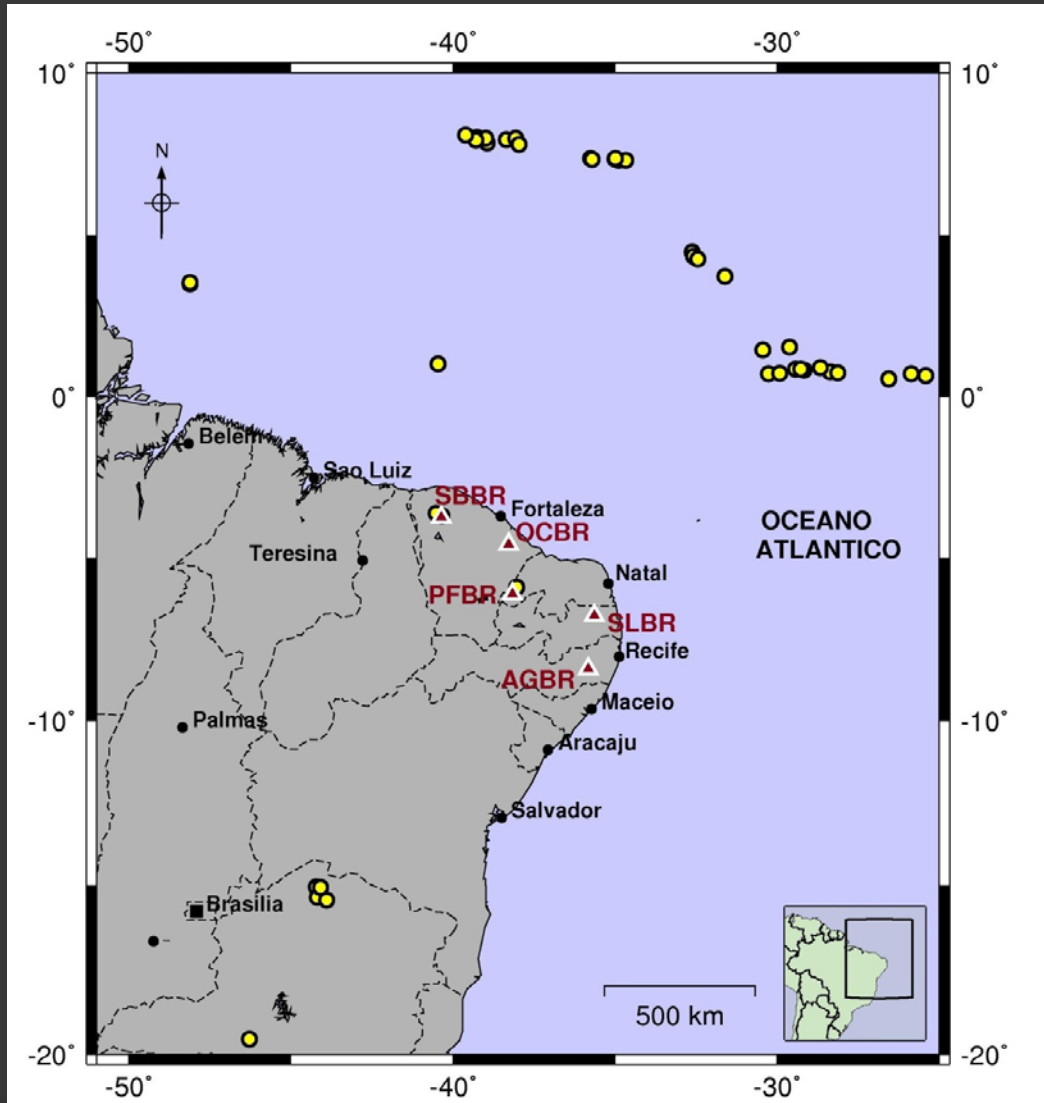 -50° -40° -30°
10° 10°
N
0° 0°
Belem
Sao Luiz
SBBR
Fortaleza
OCBR
OCEANO
ATLANTICO
Teresina
Natal
PFBR
SLBR
Recife
AGBR
Maceio
Palmas
-10° -10°
Aracaju
Salvador
Brasilia
500 km
-20° -20°
-50° -40° -30°